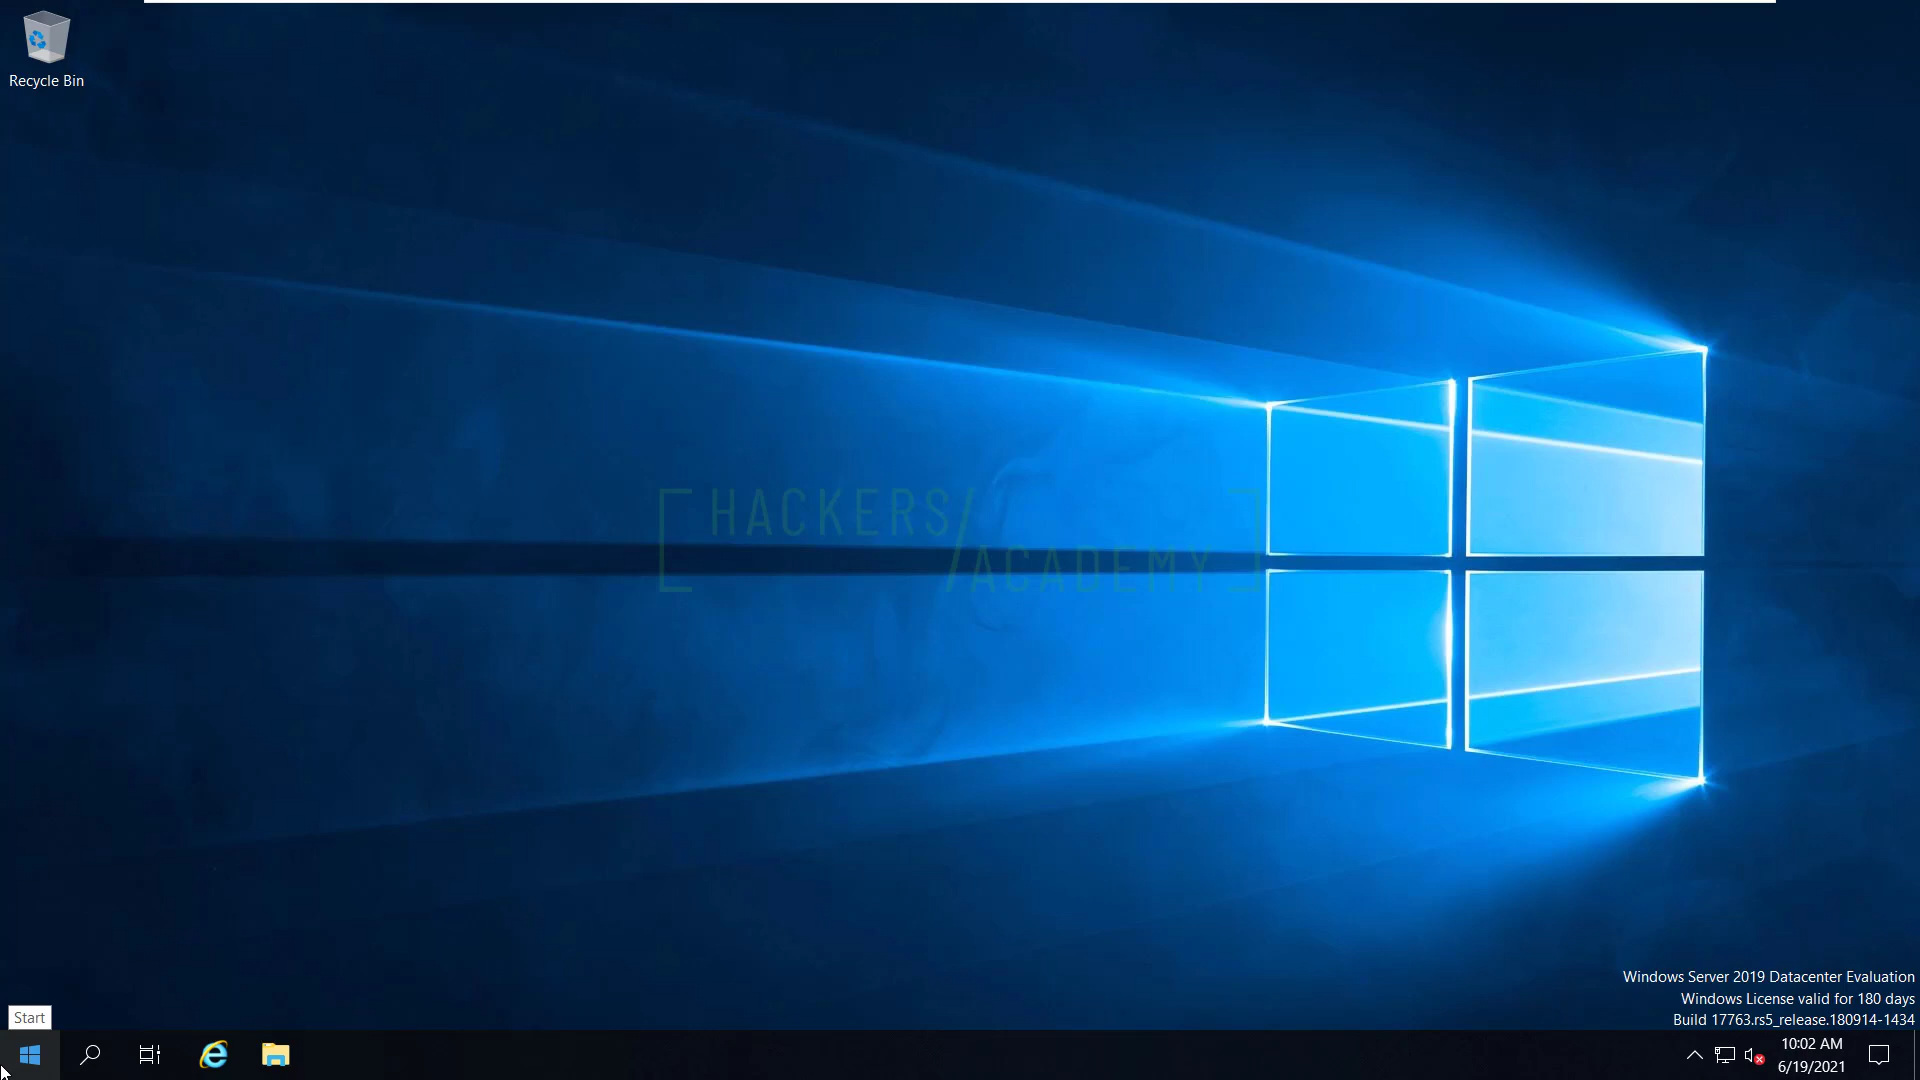 Recycle Bin
HACKERS/
/ACADEMY
Windows Server 2019 Datacenter Evaluation
Windows License valid for 180 days
Build 17763.rs5_release.180914-1434
Start
10:02 AM
6/19/2021